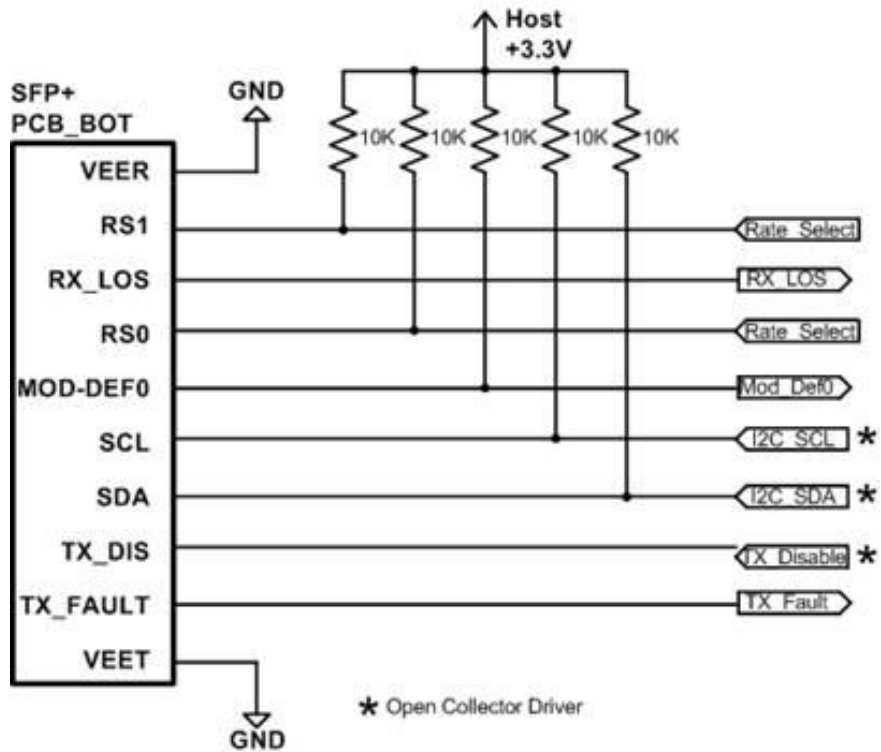 Host
+3.3V
SFP+
PCB_BOT
GND
10K
10K
10K
10K
10K
VEER
RS1
Rate_Select
RX_LOS
RX_LOS
RS0
Rate_Select
MOD-DEF0
Mod_Def0
SCL
I2C_SCL *
SDA
I2C_SDA *
TX_DIS
TX_Disable *
TX_FAULT
TX_Fault
VEET
* Open Collector Driver
GND